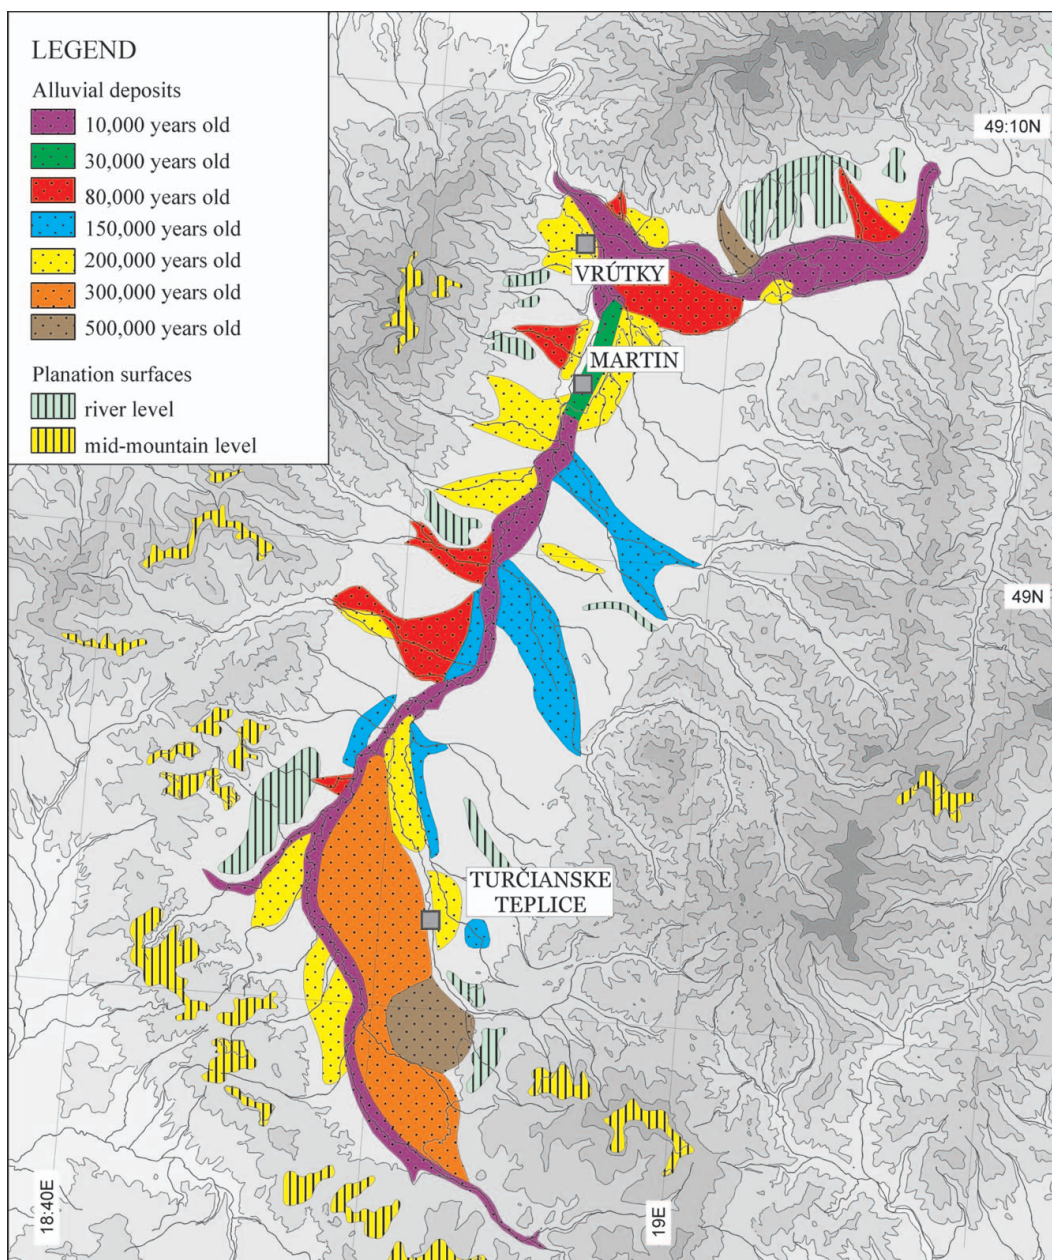 LEGEND
Alluvial deposits
10,000 years old
30,000 years old
80,000 years old
150,000 years old
200,000 years old
300,000 years old
500,000 years old
Planation surfaces
river level
mid-mountain level
49:10N
VRÚTKY
MARTIN
49N
TURČIANSKE
TEPLICE
18:40E
19E